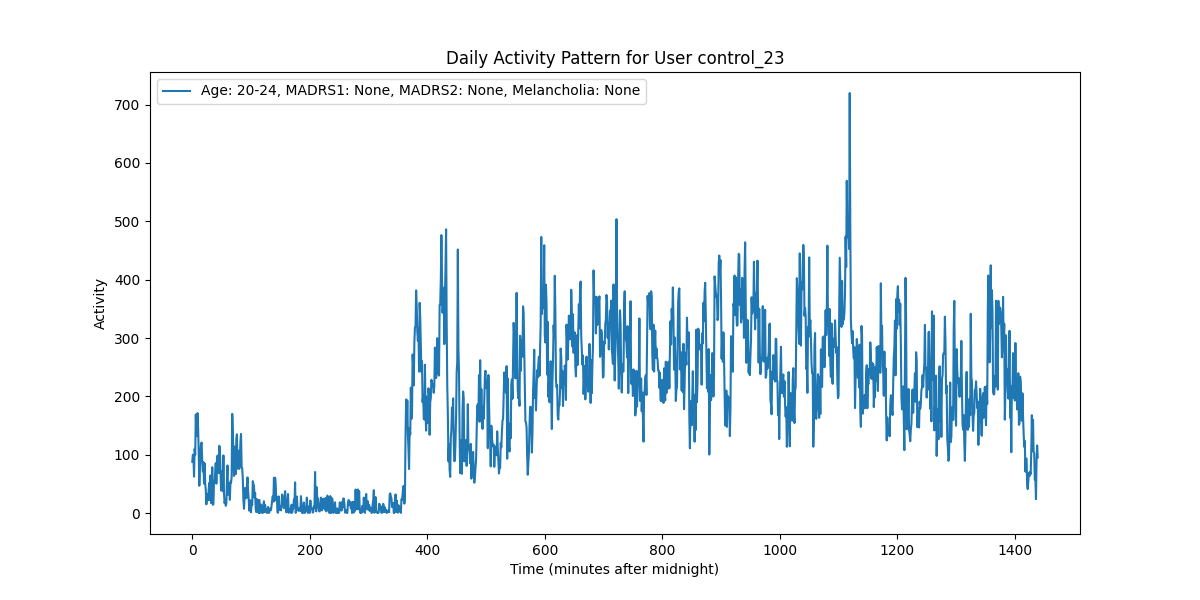 Daily Activity Pattern for User control_23
Age: 20-24, MADRS1: None, MADRS2: None, Melancholia: None
700
600
500
400
300
200
100
0
Activity
0 200 400 600 800 1000 1200 1400
Time (minutes after midnight)